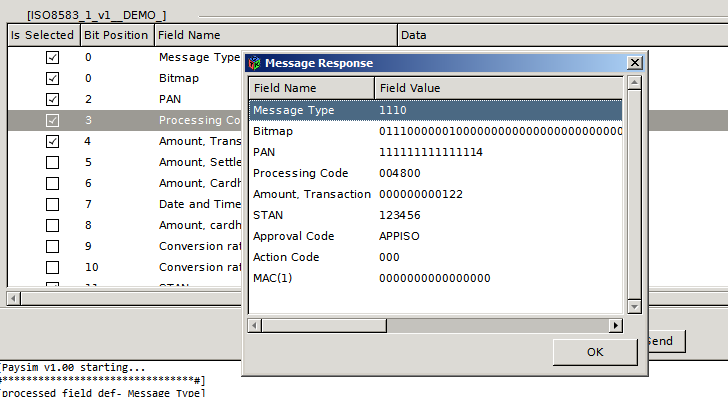 [ISO8583_1_v1__DEMO_]
Is Selected Bit Position Field Name Data
0 Message Type
0 Bitmap
2 PAN
3 Processing Co
4 Amount, Trans
5 Amount, Settle
6 Amount, Cardh
7 Date and Time
8 Amount, cardh
9 Conversion rat
10 Conversion rat
11 STAN
Message Response
Field Name Field Value
Message Type 1110
Bitmap
PAN 111111111111114
Processing Code 004800
Amount, Transaction 000000000122
STAN 123456
Approval Code APPISO
Action Code 000
MAC(1) 0000000000000000
OK
Send
[Paysim v1.00 starting...
#*******************************#]
[processed field def- Message Type]